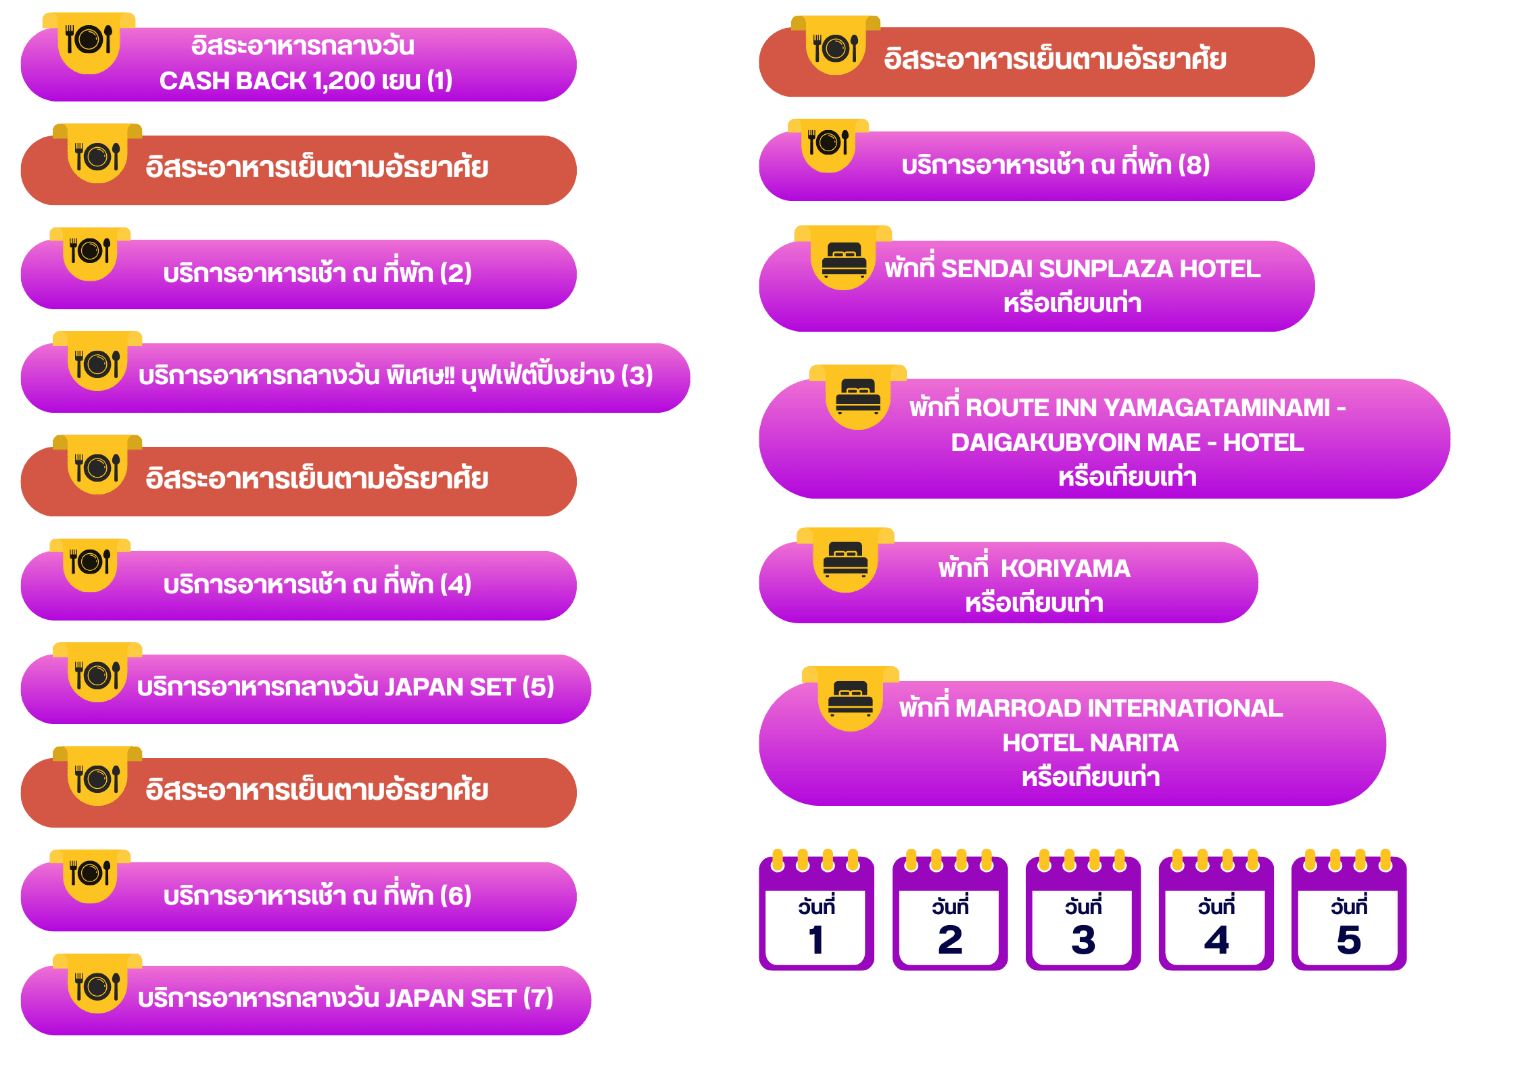 อิสระอาหารกลางวัน
CASH BACK 1,200 เยน (1)
อิสระอาหารเย็นตามอัธยาศัย
บริการอาหารเช้า ณ ที่พัก (2)
บริการอาหารกลางวัน พิเศษ!! บุฟเฟ่ต์ปิ้งย่าง (3)
อิสระอาหารเย็นตามอัธยาศัย
บริการอาหารเช้า ณ ที่พัก (4)
บริการอาหารกลางวัน JAPAN SET (5)
อิสระอาหารเย็นตามอัธยาศัย
บริการอาหารเช้า ณ ที่พัก (6)
บริการอาหารกลางวัน JAPAN SET (7)
อิสระอาหารเย็นตามอัธยาศัย
บริการอาหารเช้า ณ ที่พัก (8)
พักที่ SENDAI SUNPLAZA HOTEL
หรือเทียบเท่า
พักที่ ROUTE INN YAMAGATAMINAMI -
DAIGAKUBYOIN MAE - HOTEL
หรือเทียบเท่า
พักที่ KORIYAMA
หรือเทียบเท่า
พักที่ MARROAD INTERNATIONAL
HOTEL NARITA
หรือเทียบเท่า
วันที่
1
วันที่
2
วันที่
3
วันที่
4
วันที่
5